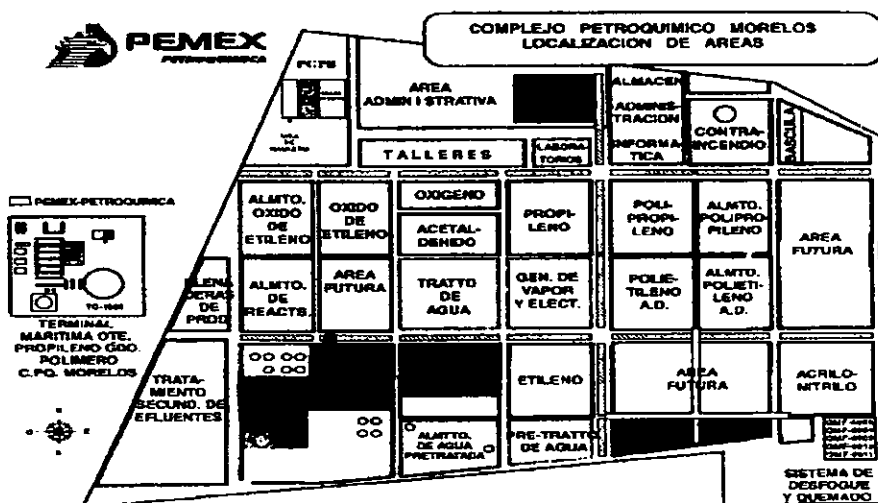 PEMEX
PETROQUIMICA
COMPLEJO PETROQUIMICO MORELOS
LOCALIZACION DE AREAS
AREA
ADMINISTRATIVA
ALMACEN
ADMINIS-
TRACION
INFORMA-
TICA
CONTRA-
INCENDIO
BASCULA
TALLERES
LABORA-
TORIOS
PEMEX-PETROQUIMICA
ALMTO.
OXIDO
DE
ETILENO
OXIDO
DE
ETILENO
OXIGENO
ACETAL-
DEHIDO
PROPI-
LENO
POLI-
PROPI-
LENO
ALMTO.
POLIPRO-
PILENO
AREA
FUTURA
DERAS
DE
PROD.
ALMTO.
DE
REACTS.
AREA
FUTURA
TRATTO
DE
AGUA
GEN. DE
VAPOR
Y ELECT.
POLIE-
TILENO
A.D.
ALMTO.
POLIETI-
LENO
A.D.
TERMINAL
MARITIMA OTE.
PROPILENO GDO.
POLIMERO
C.PQ. MORELOS
TRATA-
MIENTO
SECUND. DE
EFLUENTES
ETILENO
AREA
FUTURA
ACRILO-
NITRILO
ALMTTO.
DE AGUA
PRETRATADA
PRE-TRATTO
DE AGUA
SISTEMA DE
DESFOGUE
Y QUEMADO